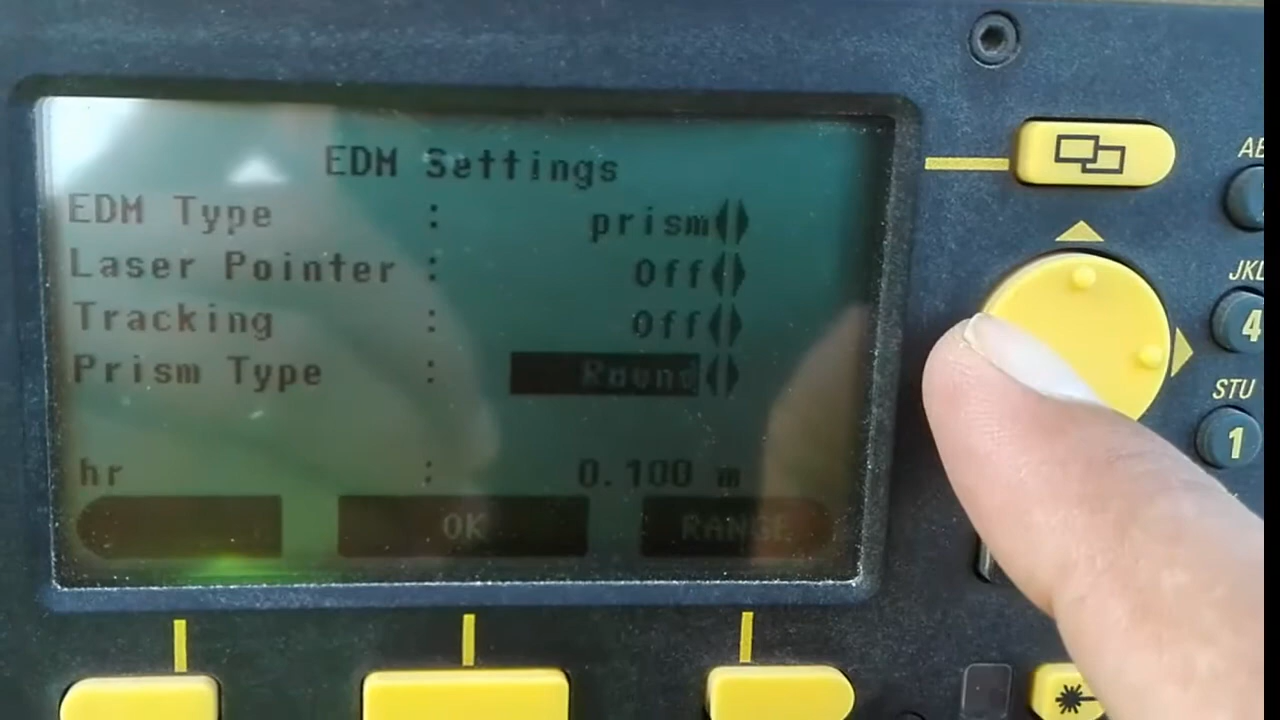 EDM Settings
EDM Type : prism
Laser Pointer : Off
Tracking : Off
Prism Type : Round
hr : 0.100 m
OK RANGE
JKL
4
STU
1